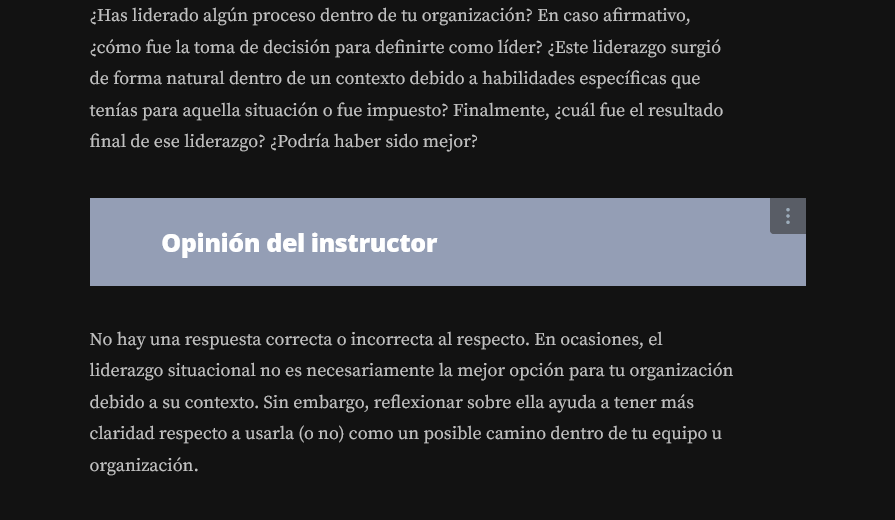 ¿Has liderado algún proceso dentro de tu organización? En caso afirmativo,
¿cómo fue la toma de decisión para definirte como líder? ¿Este liderazgo surgió
de forma natural dentro de un contexto debido a habilidades específicas que
tenías para aquella situación o fue impuesto? Finalmente, ¿cuál fue el resultado
final de ese liderazgo? ¿Podría haber sido mejor?
Opinión del instructor
No hay una respuesta correcta o incorrecta al respecto. En ocasiones, el
liderazgo situacional no es necesariamente la mejor opción para tu organización
debido a su contexto. Sin embargo, reflexionar sobre ella ayuda a tener más
claridad respecto a usarla (o no) como un posible camino dentro de tu equipo u
organización.